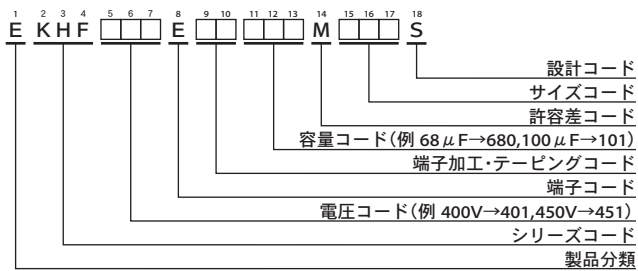 1 2 3 4 5 6 7 8 9 10 11 12 13 14 15 16 17 18
E K H F □□□ E □□ □□□ M □□□ S
設計コード
サイズコード
許容差コード
容量コード(例 68μF→680,100μF→101)
端子加工・テーピングコード
端子コード
電圧コード(例 400V→401,450V→451)
シリーズコード
製品分類